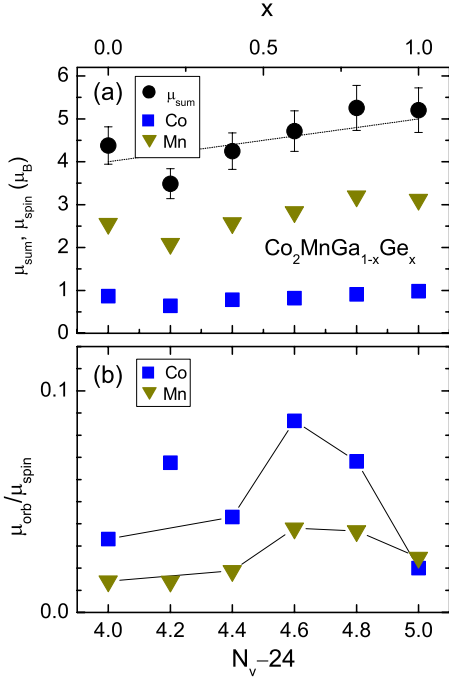 x
0.0 0.5 1.0
(a)
μsum
Co
Mn
6
5
4
3
2
1
0
μsum, μspin (μB)
Co2MnGa1-xGex
(b)
Co
Mn
0.1
0.0
μorb/μspin
4.0 4.2 4.4 4.6 4.8 5.0
Nv−24